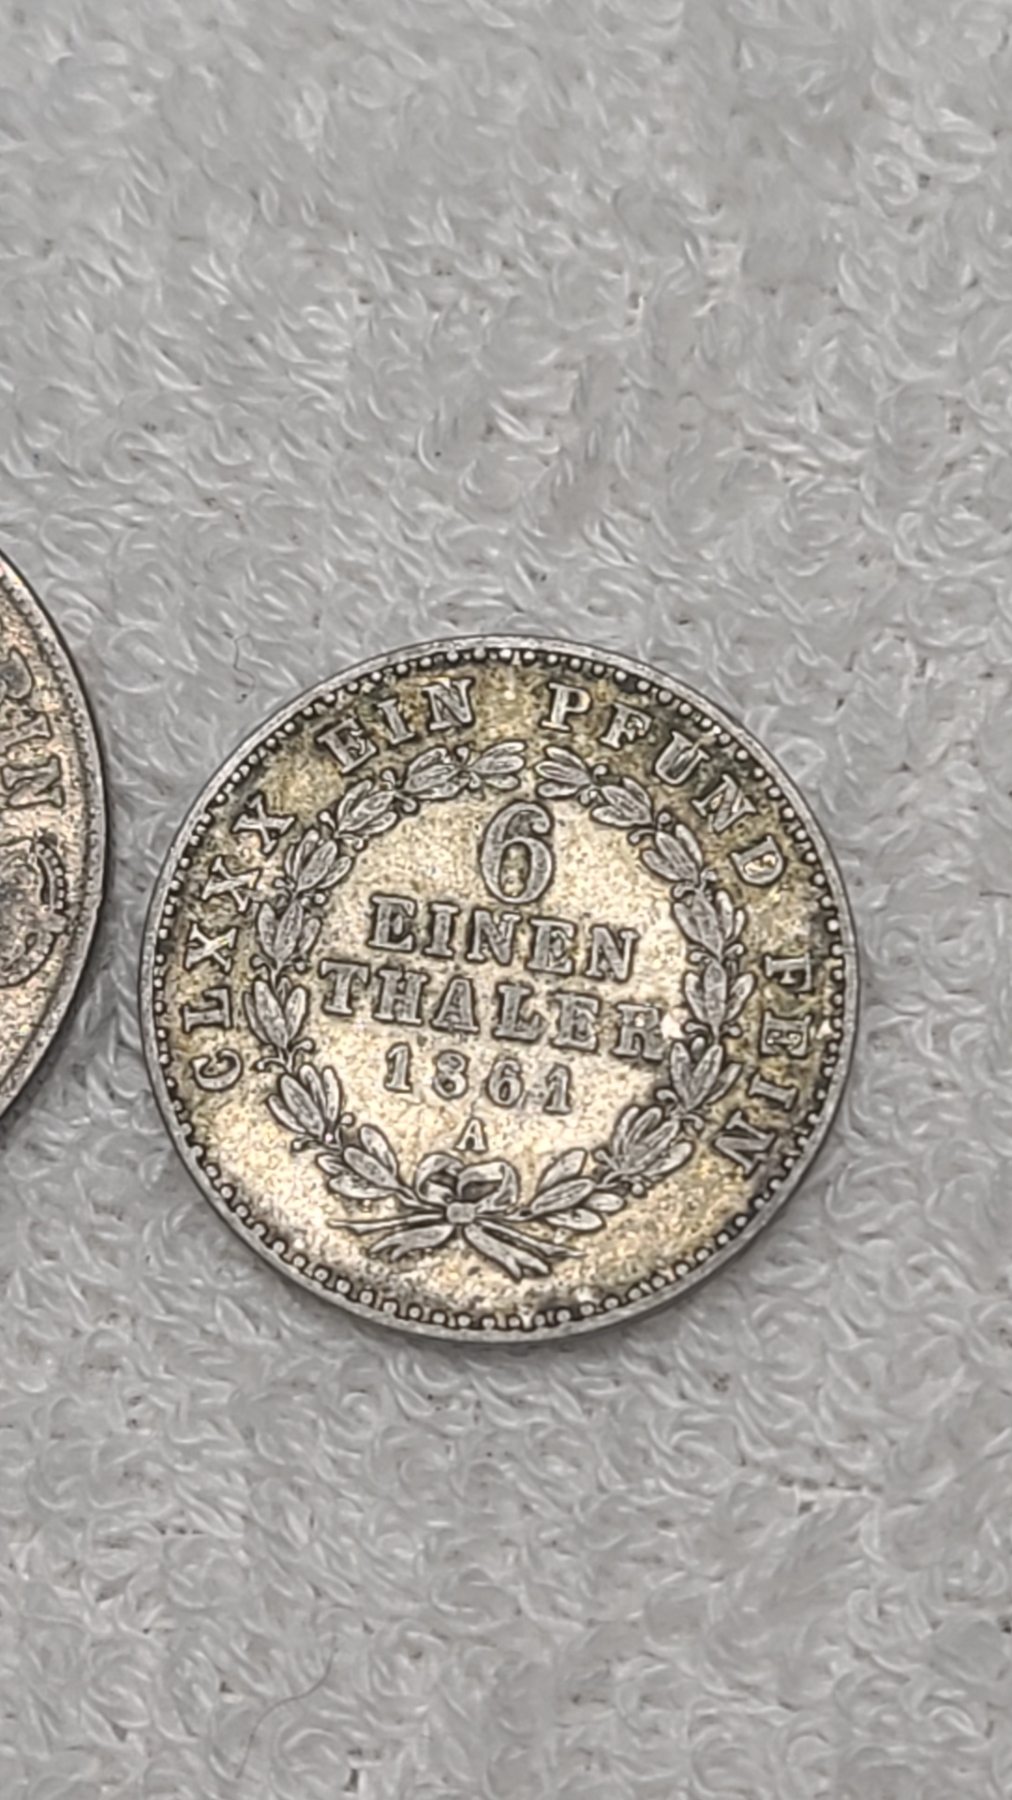 CLXXX EIN PFUND FEIN
6
EINEN
THALER
1861
A